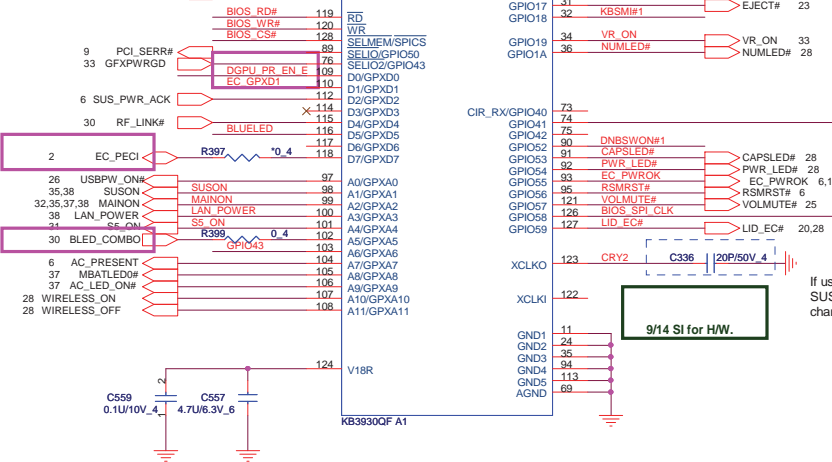 BIOS_RD# 119 RD
BIOS_WR# 120 WR
BIOS_CS# 128 SELMEM/SPICS
9 PCI_SERR# 89 SELIO/GPIO50
33 GFXPWRGD 76 SELIO2/GPIO43
DGPU_PR_EN_E 109 D0/GPXD0
EC_GPXD1 110 D1/GPXD1
6 SUS_PWR_ACK 112 D2/GPXD2
114 D3/GPXD3
30 RF_LINK# 115 D4/GPXD4
BLUELED 116 D5/GPXD5
117 D6/GPXD6
2 EC_PECI R397 *0_4 118 D7/GPXD7
26 USBPW_ON# 97 A0/GPXA0
35,38 SUSON SUSON 98 A1/GPXA1
32,35,37,38 MAINON MAINON 99 A2/GPXA2
38 LAN_POWER LAN_POWER 100 A3/GPXA3
31 S5_ON S5_ON 101 A4/GPXA4
30 BLED_COMBO R399 0_4 102 A5/GPXA5
GPIO43 103 A6/GPXA6
6 AC_PRESENT 104 A7/GPXA7
37 MBATLED0# 105 A8/GPXA8
37 AC_LED_ON# 106 A9/GPXA9
28 WIRELESS_ON 107 A10/GPXA10
28 WIRELESS_OFF 108 A11/GPXA11
124 V18R
2
C559
0.1U/10V_4
1
C557
4.7U/6.3V_6
KB3930QF A1
GPIO17 31 EJECT# 23
GPIO18 32 KBSMI#1
GPIO19 34 VR_ON VR_ON 33
GPIO1A 36 NUMLED# NUMLED# 28
CIR_RX/GPIO40 73
GPIO41 74
GPIO42 75
GPIO52 90 DNBSWON#1
GPIO53 91 CAPSLED# CAPSLED# 28
GPIO54 92 PWR_LED# PWR_LED# 28
GPIO55 93 EC_PWROK EC_PWROK 6,1
GPIO56 95 RSMRST# RSMRST# 6
GPIO57 121 VOLMUTE# VOLMUTE# 25
GPIO58 126 BIOS_SPI_CLK
GPIO59 127 LID_EC# LID_EC# 20,28
XCLKO 123 CRY2 C336 20P/50V_4
XCLKI 122
If us
SUS
char
9/14 SI for H/W.
GND1 11
GND2 24
GND3 35
GND4 94
GND5 113
AGND 69